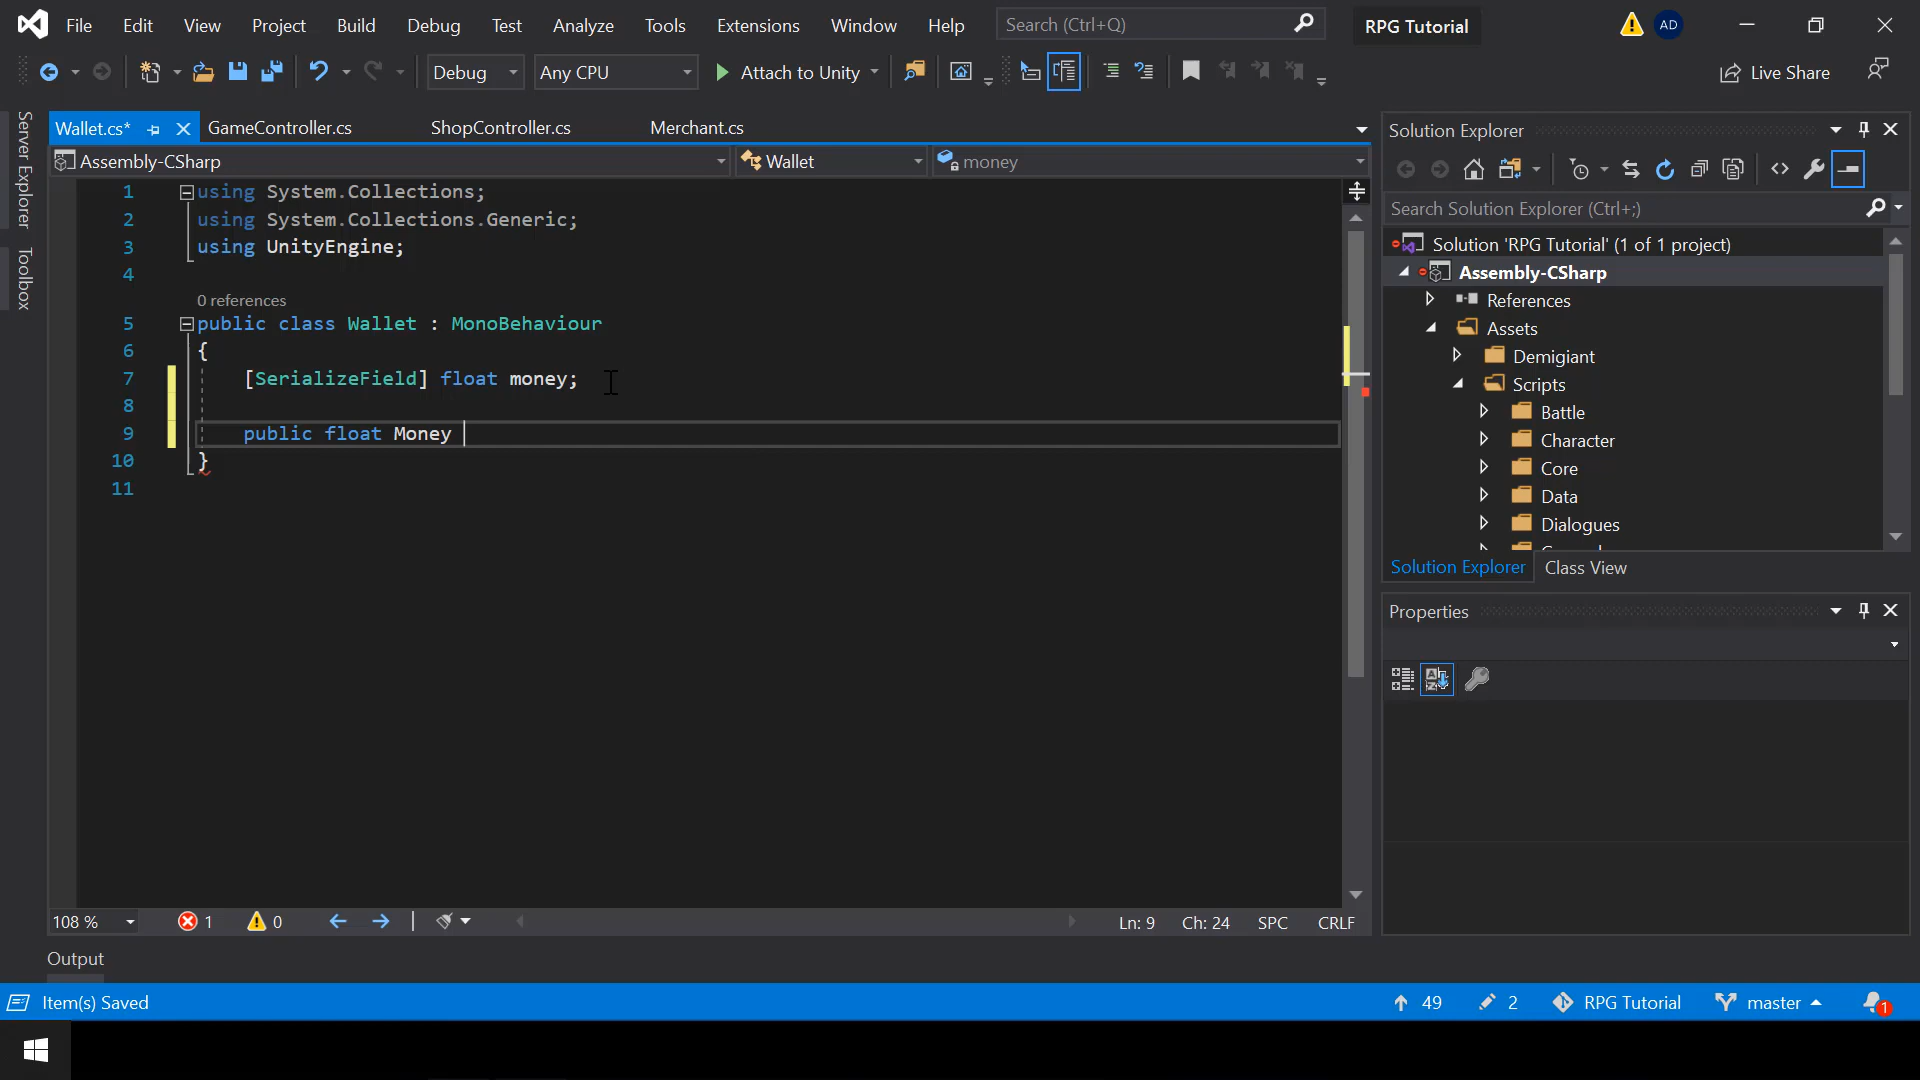 File Edit View Project Build Debug Test Analyze Tools Extensions Window Help Search (Ctrl+Q) RPG Tutorial AD
Debug Any CPU Attach to Unity Live Share
Server Explorer
Toolbox
Wallet.cs* GameController.cs ShopController.cs Merchant.cs
Assembly-CSharp Wallet money
1 using System.Collections;
2 using System.Collections.Generic;
3 using UnityEngine;
4
0 references
5 public class Wallet : MonoBehaviour
6 {
7 [SerializeField] float money;
8
9 public float Money
10 }
11
108 % 1 0 Ln: 9 Ch: 24 SPC CRLF
Output
Solution Explorer
Search Solution Explorer (Ctrl+;)
Solution 'RPG Tutorial' (1 of 1 project)
Assembly-CSharp
References
Assets
Demigiant
Scripts
Battle
Character
Core
Data
Dialogues
Solution Explorer Class View
Properties
Item(s) Saved 49 2 RPG Tutorial master 1